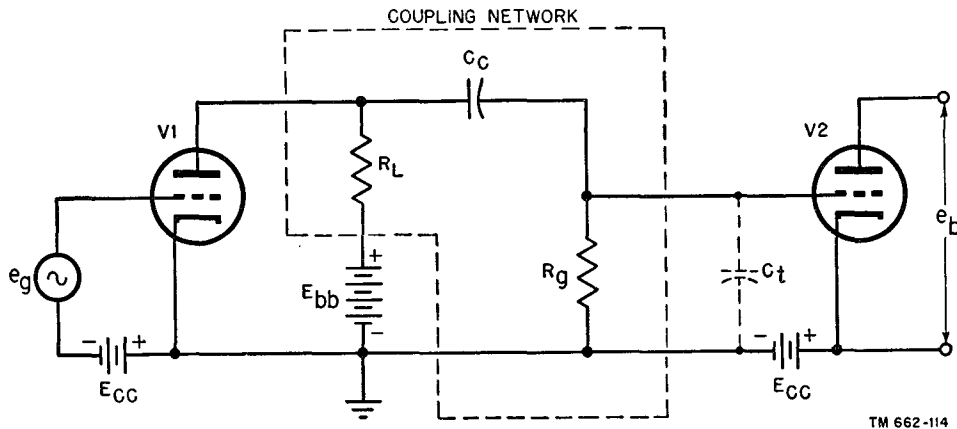 COUPLING NETWORK
CC
V1
V2
RL
eg
+
Ebb
-
Rg
Ct
eb
- +
ECC
- +
ECC
TM 662-114